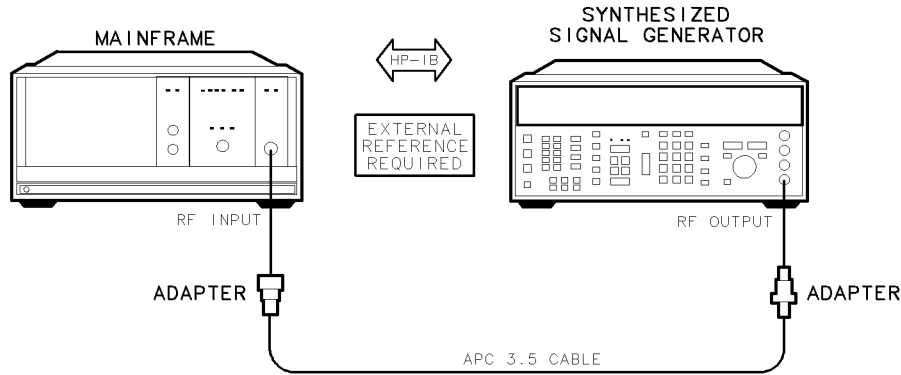 MAINFRAME
SYNTHESIZED
SIGNAL GENERATOR
HP-IB
EXTERNAL
REFERENCE
REQUIRED
RF INPUT
RF OUTPUT
ADAPTER
ADAPTER
APC 3.5 CABLE